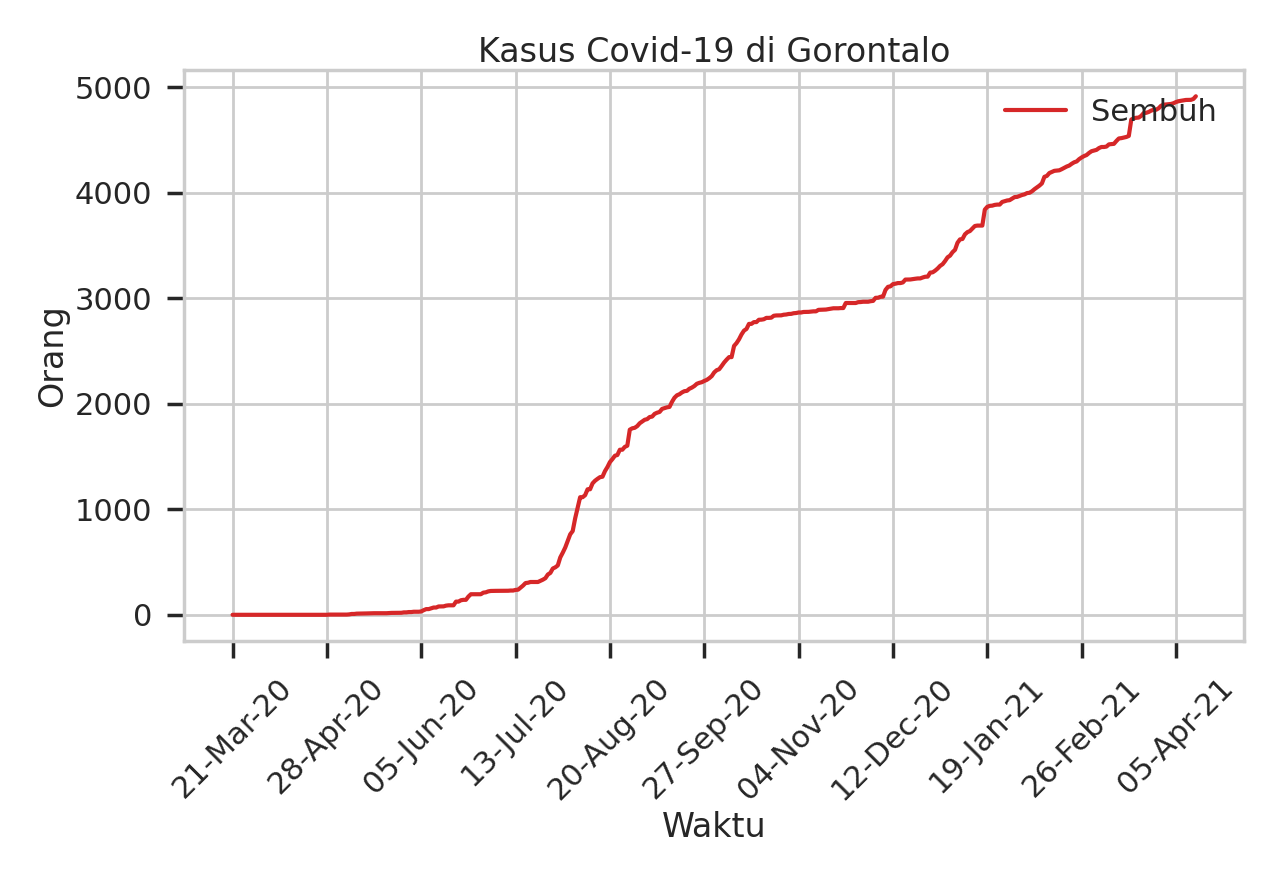 Kasus Covid-19 di Gorontalo
Sembuh
Orang
5000
4000
3000
2000
1000
0
21-Mar-20
28-Apr-20
05-Jun-20
13-Jul-20
20-Aug-20
27-Sep-20
04-Nov-20
12-Dec-20
19-Jan-21
26-Feb-21
05-Apr-21
Waktu